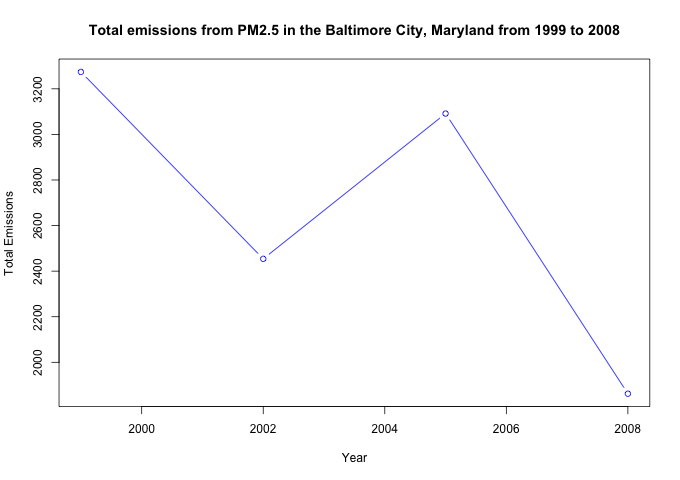 Total emissions from PM2.5 in the Baltimore City, Maryland from 1999 to 2008
Total Emissions
3200
3000
2800
2600
2400
2200
2000
2000 2002 2004 2006 2008
Year